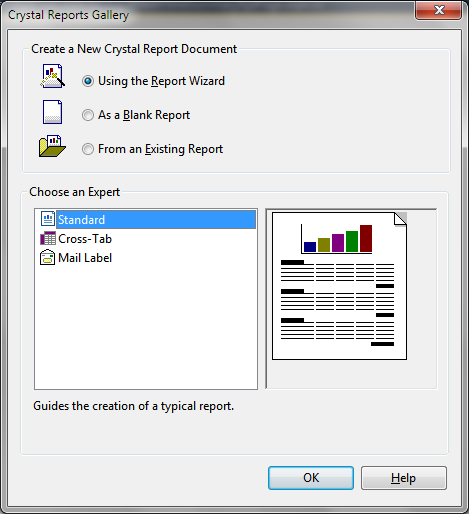 Crystal Reports Gallery
Create a New Crystal Report Document
Using the Report Wizard
As a Blank Report
From an Existing Report
Choose an Expert
Standard
Cross-Tab
Mail Label
Guides the creation of a typical report.
OK
Help